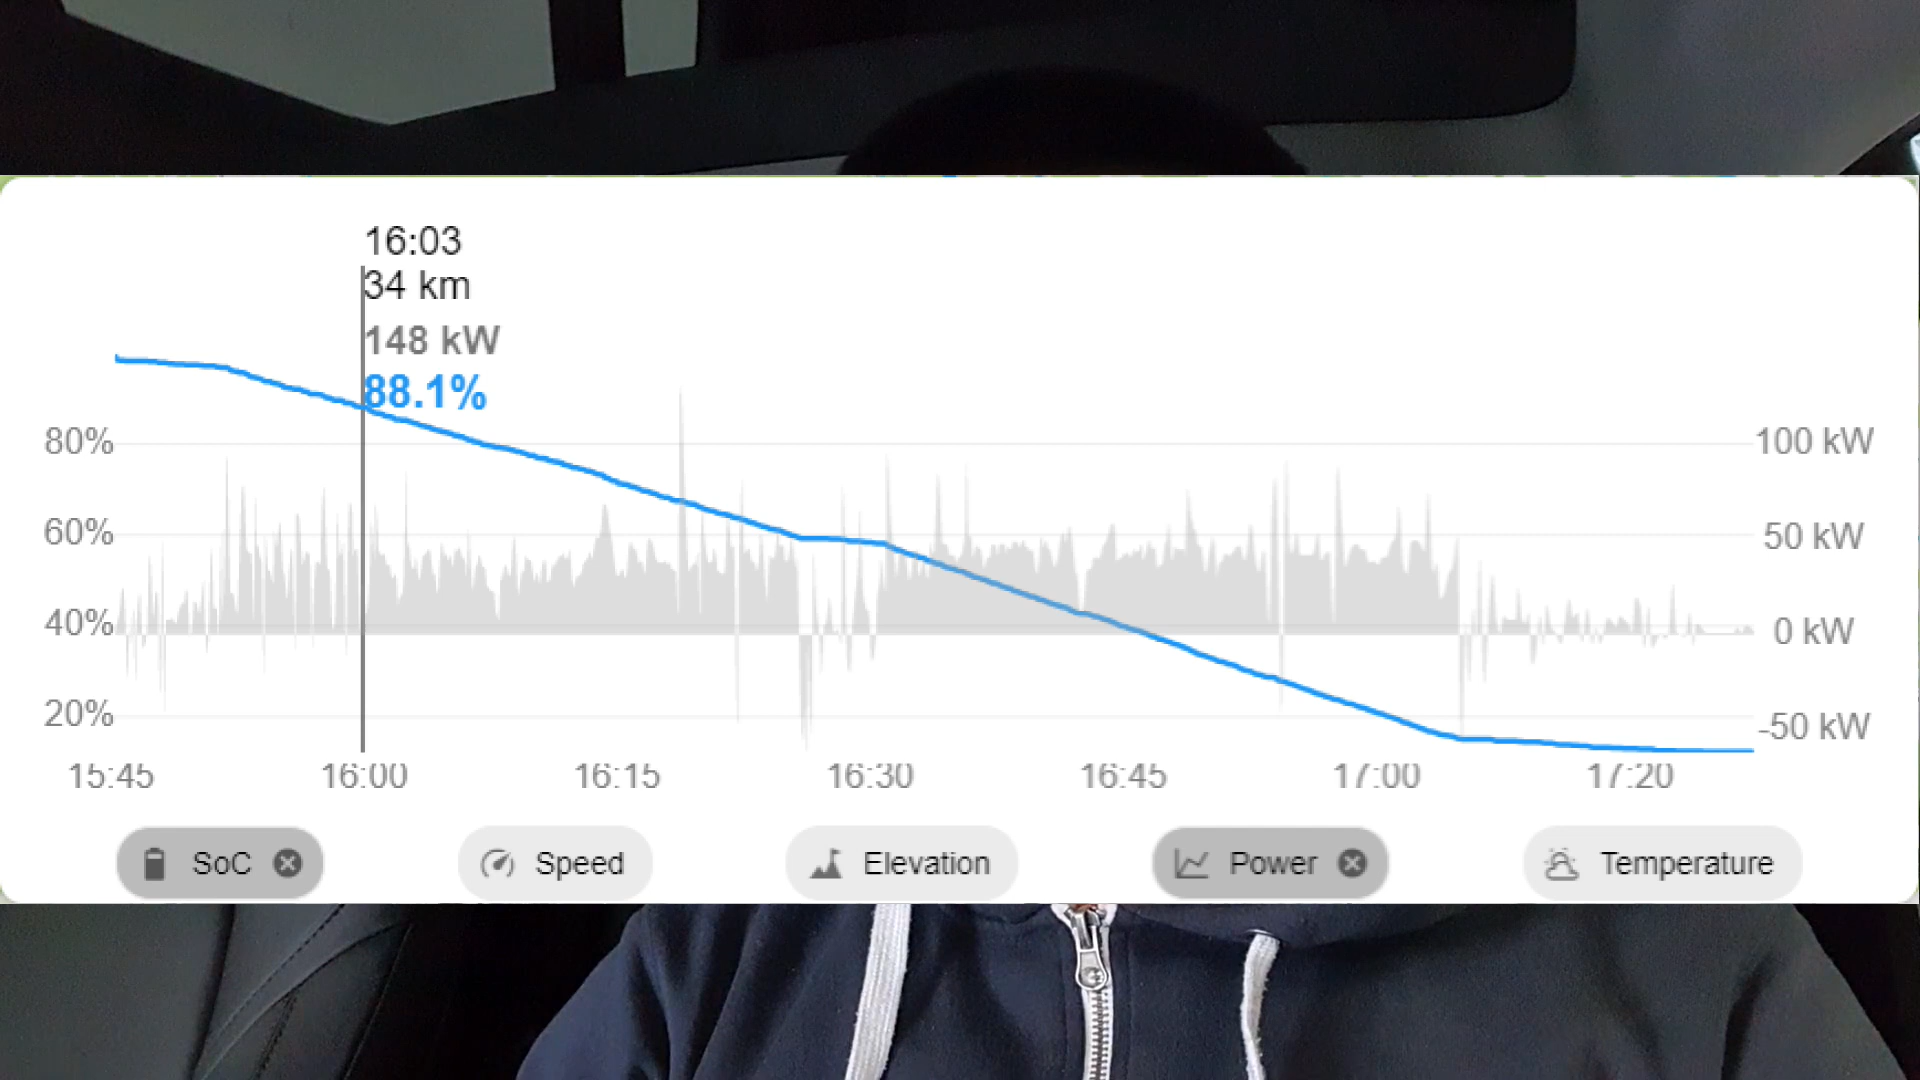 16:03
34 km
148 kW
88.1%
80% 100 kW
60% 50 kW
40% 0 kW
20% -50 kW
15:45 16:00 16:15 16:30 16:45 17:00 17:20
SoC Speed Elevation Power Temperature